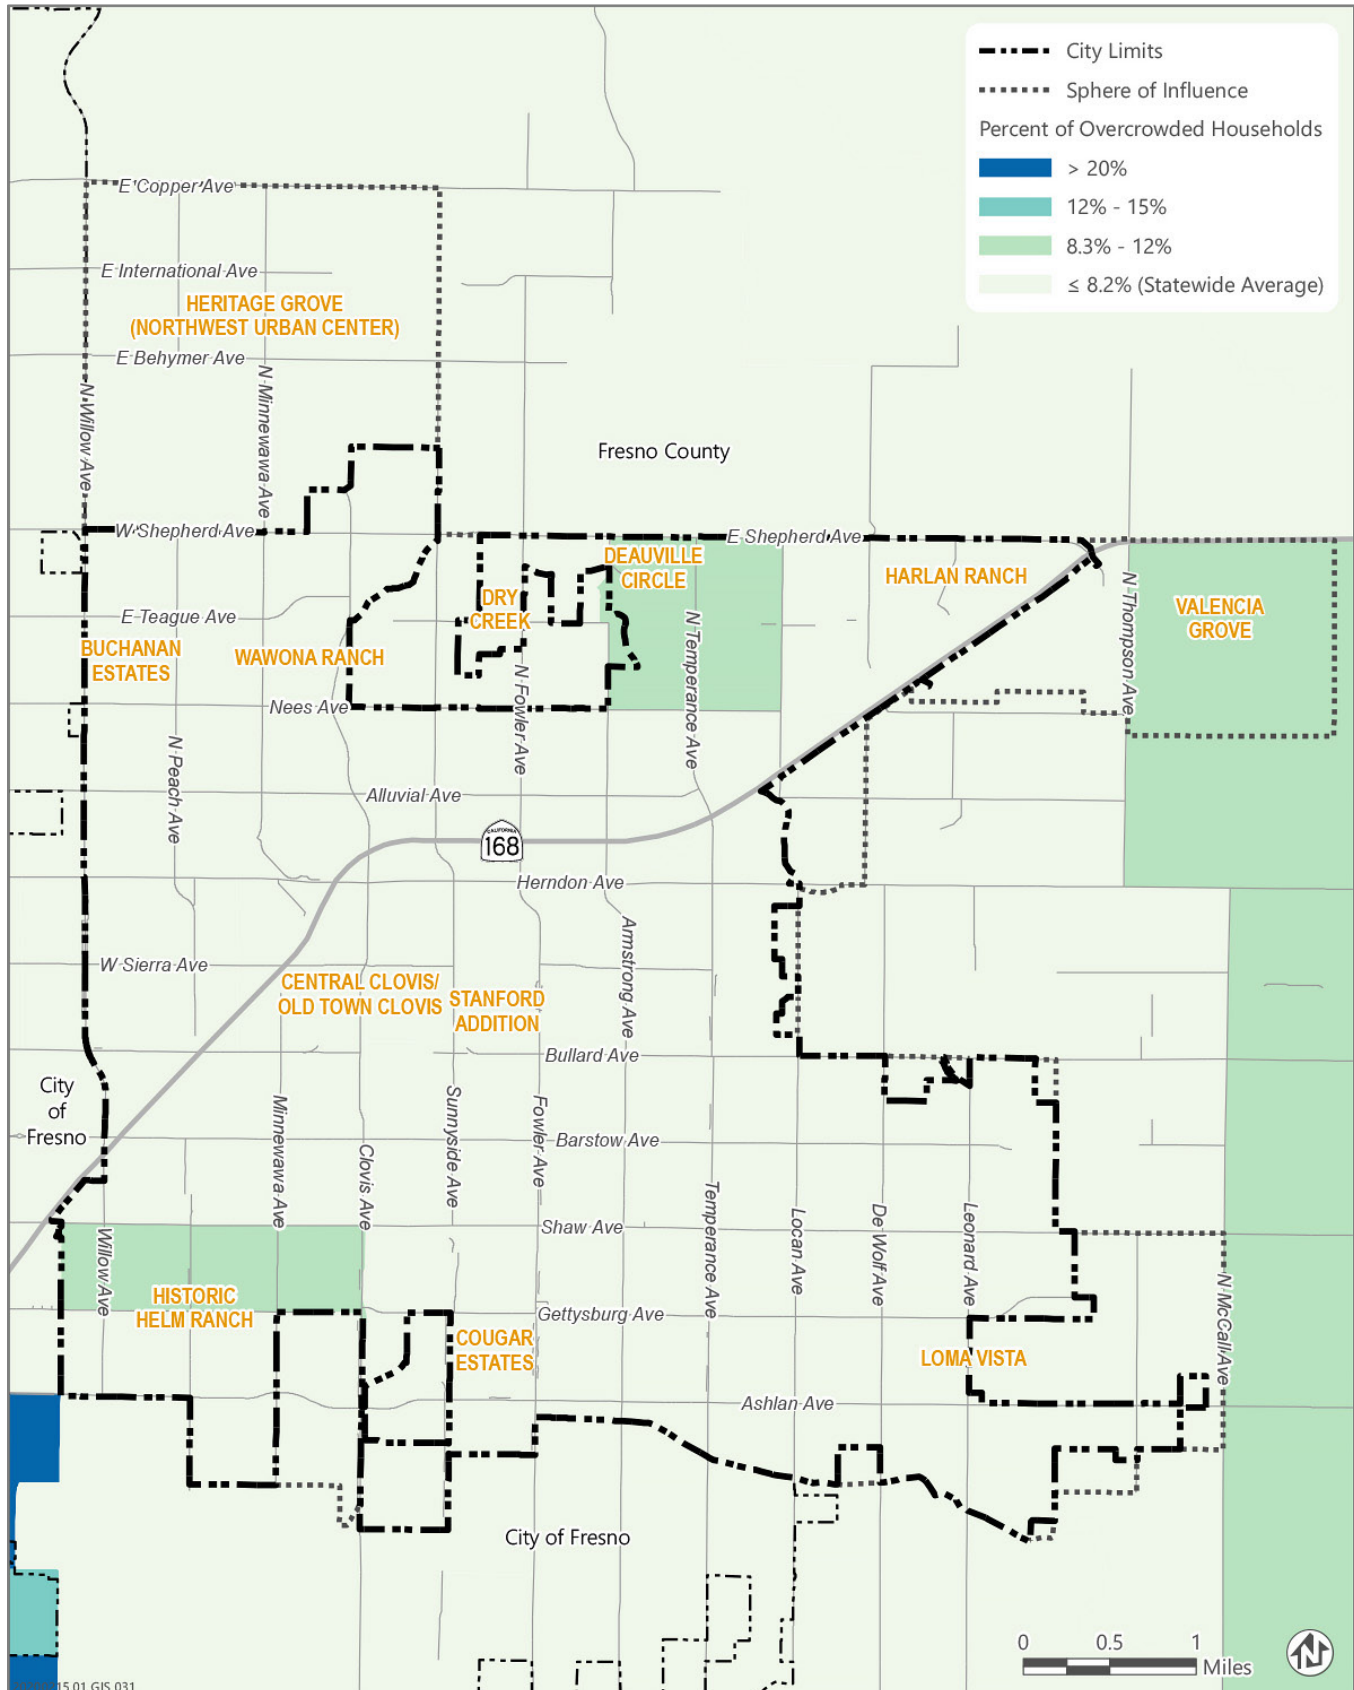 City Limits
Sphere of Influence
Percent of Overcrowded Households
> 20%
12% - 15%
8.3% - 12%
≤ 8.2% (Statewide Average)
E Copper Ave
E International Ave
HERITAGE GROVE
(NORTHWEST URBAN CENTER)
E Behymer Ave
N Willow Ave
N Minnewawa Ave
Fresno County
W Shepherd Ave
E Shepherd Ave
DEAUVILLE
CIRCLE
HARLAN RANCH
DRY
CREEK
VALENCIA
GROVE
E Teague Ave
BUCHANAN
ESTATES
WAWONA RANCH
N Temperance Ave
N Thompson Ave
N Fowler Ave
Nees Ave
N Peach Ave
Alluvial Ave
CALIFORNIA
168
Herndon Ave
Armstrong Ave
W Sierra Ave
CENTRAL CLOVIS/
OLD TOWN CLOVIS
STANFORD
ADDITION
Bullard Ave
City
of
Fresno
Minnewawa Ave
Clovis Ave
Sunnyside Ave
Fowler Ave
Barstow Ave
Temperance Ave
Locan Ave
De Wolf Ave
Leonard Ave
Shaw Ave
Willow Ave
N McCall Ave
HISTORIC
HELM RANCH
Gettysburg Ave
COUGAR
ESTATES
LOMA VISTA
Ashlan Ave
City of Fresno
0 0.5 1
Miles
N